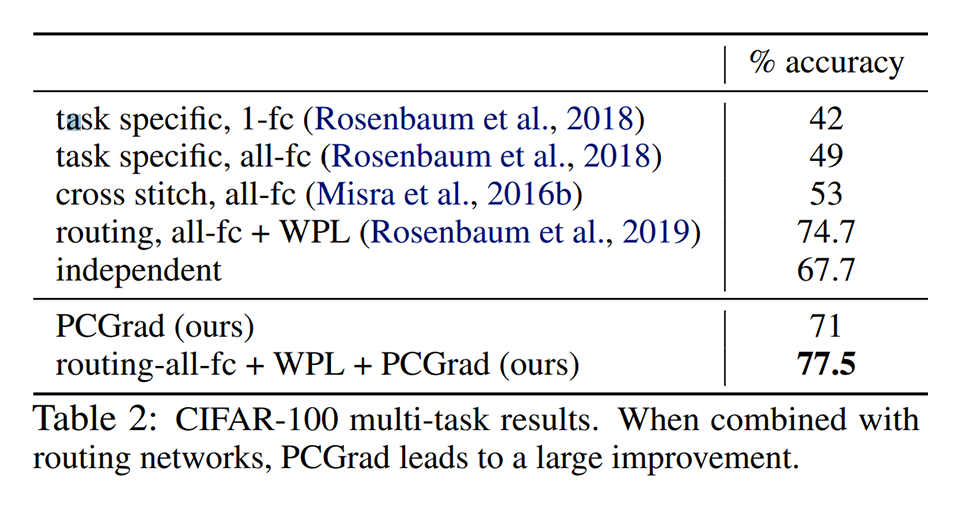 % accuracy
task specific, 1-fc (Rosenbaum et al., 2018) 42
task specific, all-fc (Rosenbaum et al., 2018) 49
cross stitch, all-fc (Misra et al., 2016b) 53
routing, all-fc + WPL (Rosenbaum et al., 2019) 74.7
independent 67.7
PCGrad (ours) 71
routing-all-fc + WPL + PCGrad (ours) 77.5
Table 2: CIFAR-100 multi-task results. When combined with
routing networks, PCGrad leads to a large improvement.